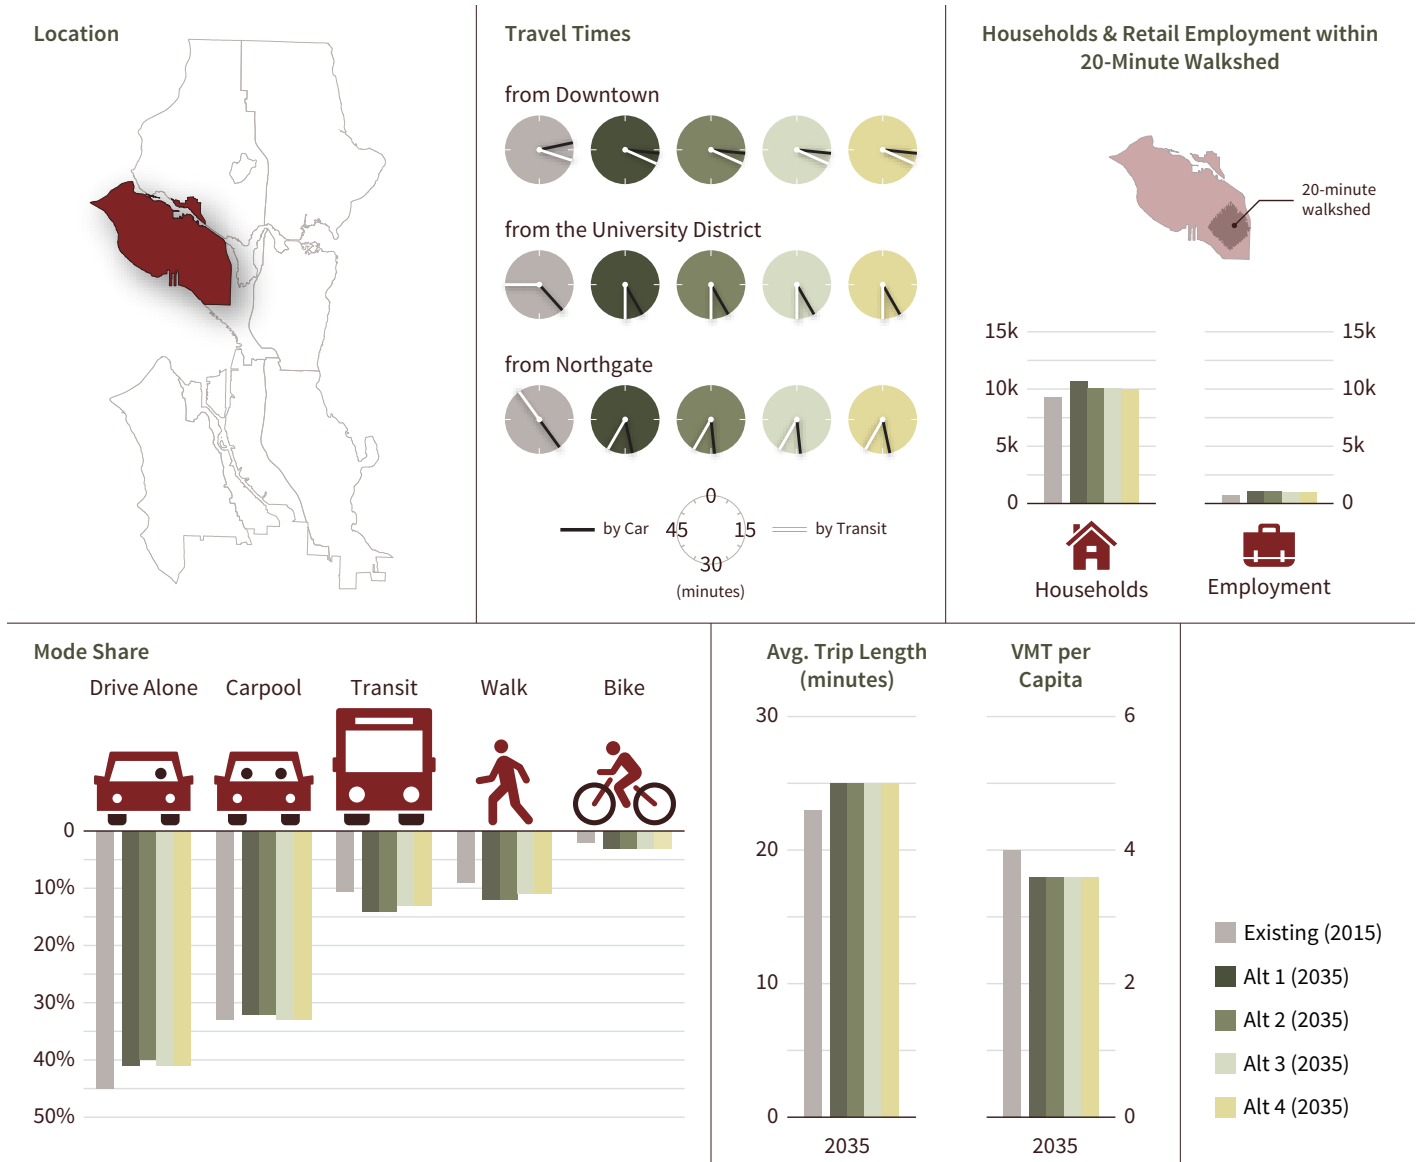 Location
Travel Times
from Downtown
from the University District
from Northgate
by Car
0
45
15
30
(minutes)
by Transit
Households & Retail Employment within
20-Minute Walkshed
20-minute
walkshed
15k
10k
5k
0
15k
10k
5k
0
Households
Employment
Mode Share
Drive Alone
Carpool
Transit
Walk
Bike
0
10%
20%
30%
40%
50%
Avg. Trip Length
(minutes)
30
20
10
0
2035
VMT per
Capita
6
4
2
0
2035
Existing (2015)
Alt 1 (2035)
Alt 2 (2035)
Alt 3 (2035)
Alt 4 (2035)